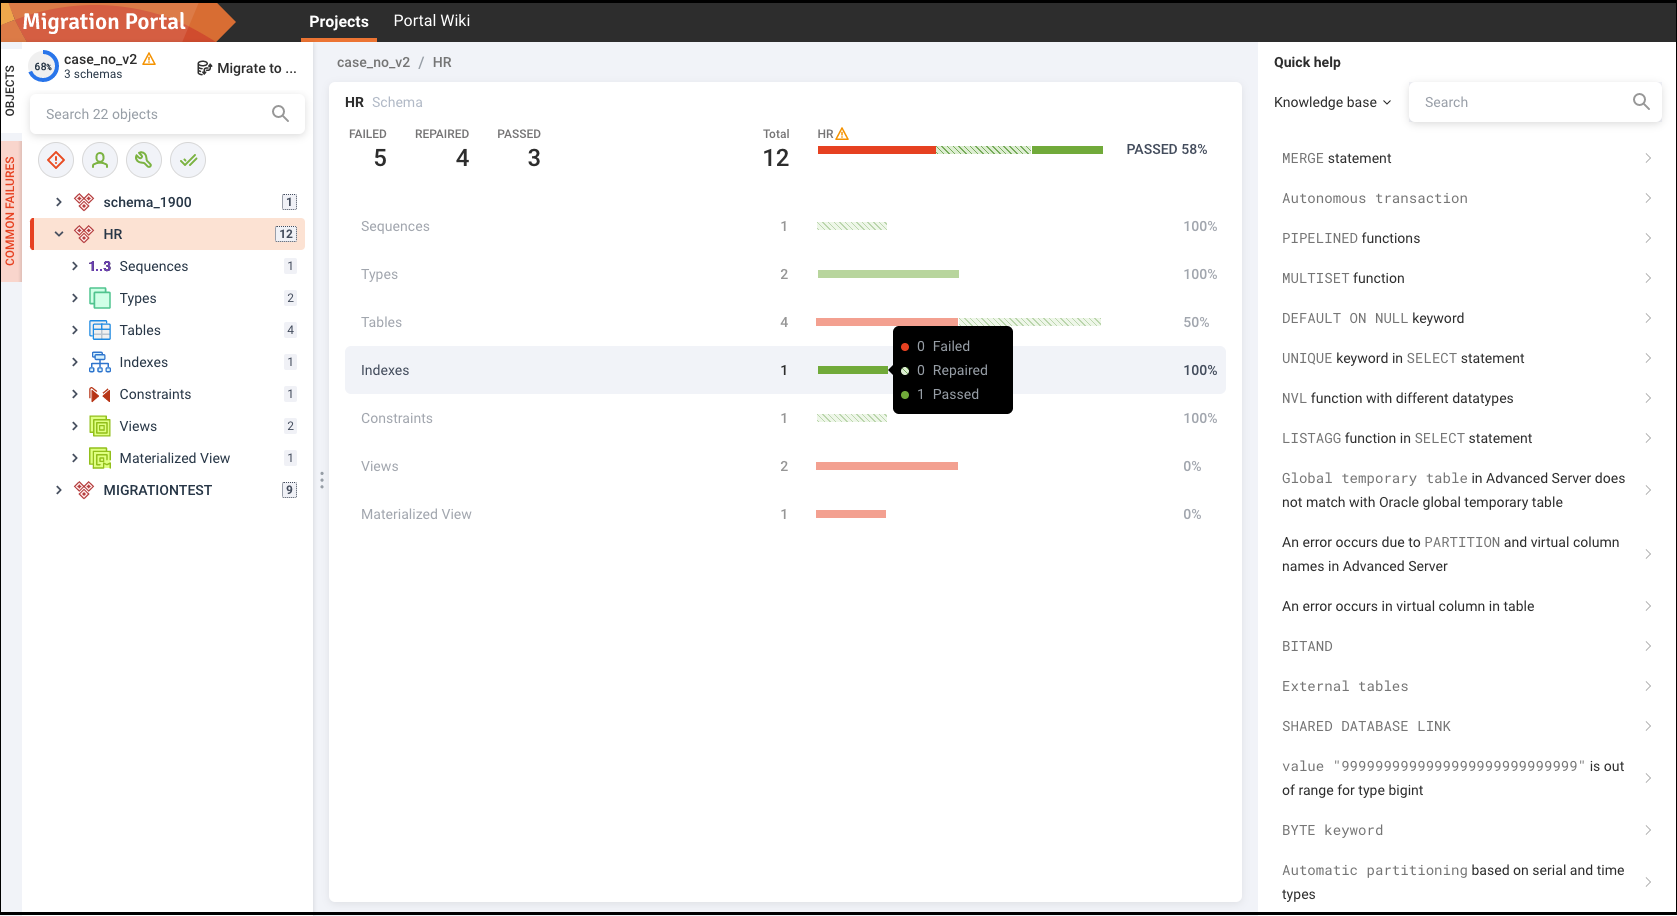 Migration Portal
Projects
Portal Wiki
OBJECTS
COMMON FAILURES
68%
case_no_v2
3 schemas
Migrate to ...
Search 22 objects
schema_1900 1
HR 12
1..3 Sequences 1
Types 2
Tables 4
Indexes 1
Constraints 1
Views 2
Materialized View 1
MIGRATIONTEST 9
case_no_v2 / HR
HR Schema
FAILED REPAIRED PASSED Total HR
5 4 3 12 PASSED 58%
Sequences 1 100%
Types 2 100%
Tables 4 50%
Indexes 1 100%
0 Failed
0 Repaired
1 Passed
Constraints 1 100%
Views 2 0%
Materialized View 1 0%
Quick help
Knowledge base
Search
MERGE statement
Autonomous transaction
PIPELINED functions
MULTISET function
DEFAULT ON NULL keyword
UNIQUE keyword in SELECT statement
NVL function with different datatypes
LISTAGG function in SELECT statement
Global temporary table in Advanced Server does
not match with Oracle global temporary table
An error occurs due to PARTITION and virtual column
names in Advanced Server
An error occurs in virtual column in table
BITAND
External tables
SHARED DATABASE LINK
value "9999999999999999999999999999" is out
of range for type bigint
BYTE keyword
Automatic partitioning based on serial and time
types